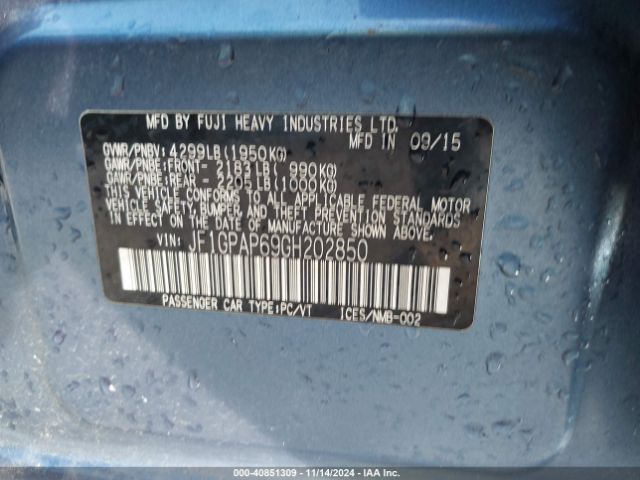 MFD BY FUJI HEAVY INDUSTRIES LTD.
MFD IN 09/15
GVWR/PNBV: 4299LB(1950KG)
GAWR/PNBE:FRONT- 2183LB( 990KG)
GAWR/PNBE:REAR - 2205LB(1000KG)
THIS VEHICLE CONFORMS TO ALL APPLICABLE FEDERAL MOTOR
VEHICLE SAFETY,BUMPER AND THEFT PREVENTION STANDARDS
IN EFFECT ON THE DATE OF MANUFACTURE SHOWN ABOVE.
VIN: JF1GPAP69GH202850
PASSENGER CAR TYPE:PC/VT ICES/NMB-002
000-40851309 - 11/14/2024 - IAA Inc.